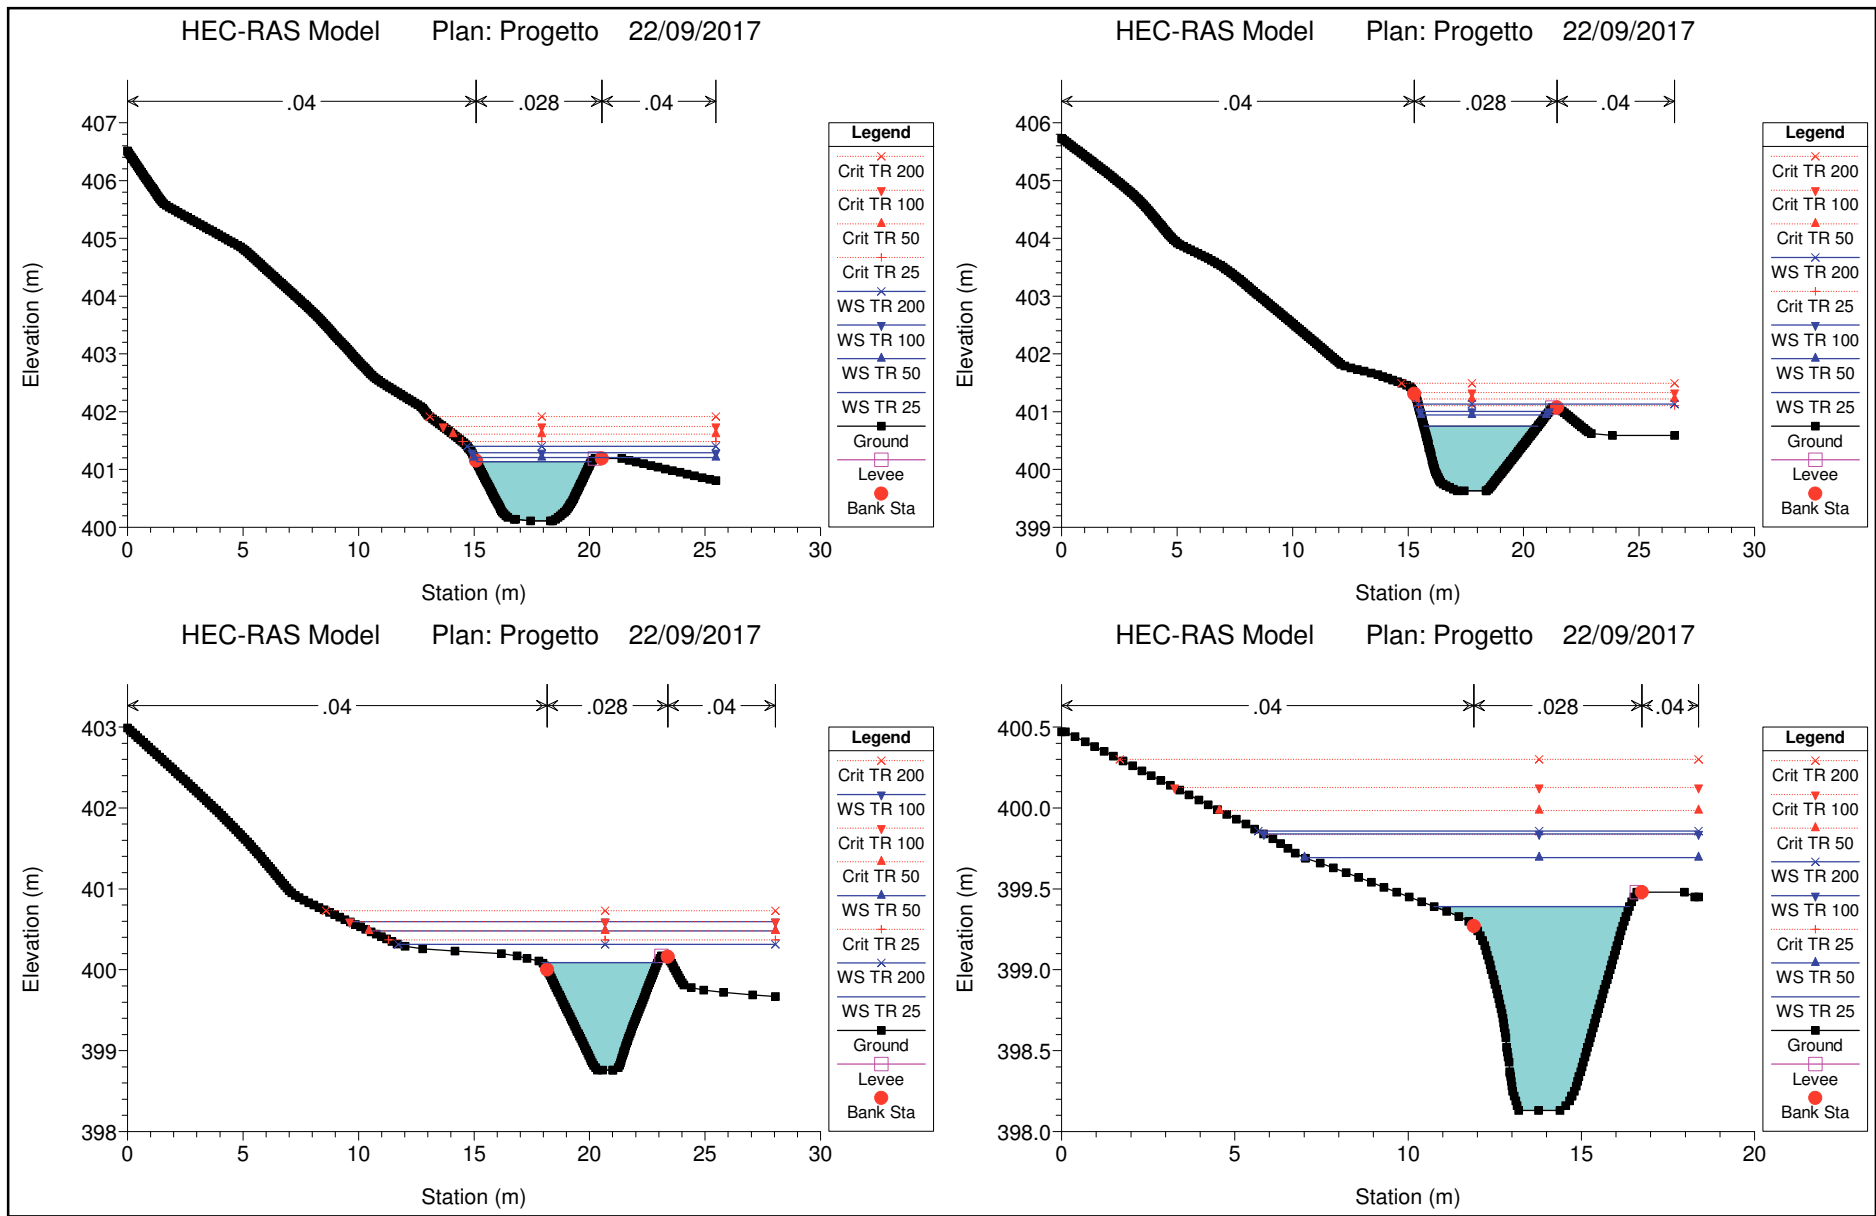 HEC-RAS Model Plan: Progetto 22/09/2017
.04 .028 .04
407
406
405
404
403
402
401
400
0 5 10 15 20 25 30
Elevation (m)
Station (m)
Legend
Crit TR 200
Crit TR 100
Crit TR 50
Crit TR 25
WS TR 200
WS TR 100
WS TR 50
WS TR 25
Ground
Levee
Bank Sta
HEC-RAS Model Plan: Progetto 22/09/2017
.04 .028 .04
406
405
404
403
402
401
400
399
0 5 10 15 20 25 30
Elevation (m)
Station (m)
Legend
Crit TR 200
Crit TR 100
Crit TR 50
WS TR 200
Crit TR 25
WS TR 100
WS TR 50
WS TR 25
Ground
Levee
Bank Sta
HEC-RAS Model Plan: Progetto 22/09/2017
.04 .028 .04
403
402
401
400
399
398
0 5 10 15 20 25 30
Elevation (m)
Station (m)
Legend
Crit TR 200
WS TR 100
Crit TR 100
Crit TR 50
WS TR 50
Crit TR 25
WS TR 200
WS TR 25
Ground
Levee
Bank Sta
HEC-RAS Model Plan: Progetto 22/09/2017
.04 .028 .04
400.5
400.0
399.5
399.0
398.5
398.0
0 5 10 15 20
Elevation (m)
Station (m)
Legend
Crit TR 200
Crit TR 100
Crit TR 50
WS TR 200
WS TR 100
Crit TR 25
WS TR 50
WS TR 25
Ground
Levee
Bank Sta